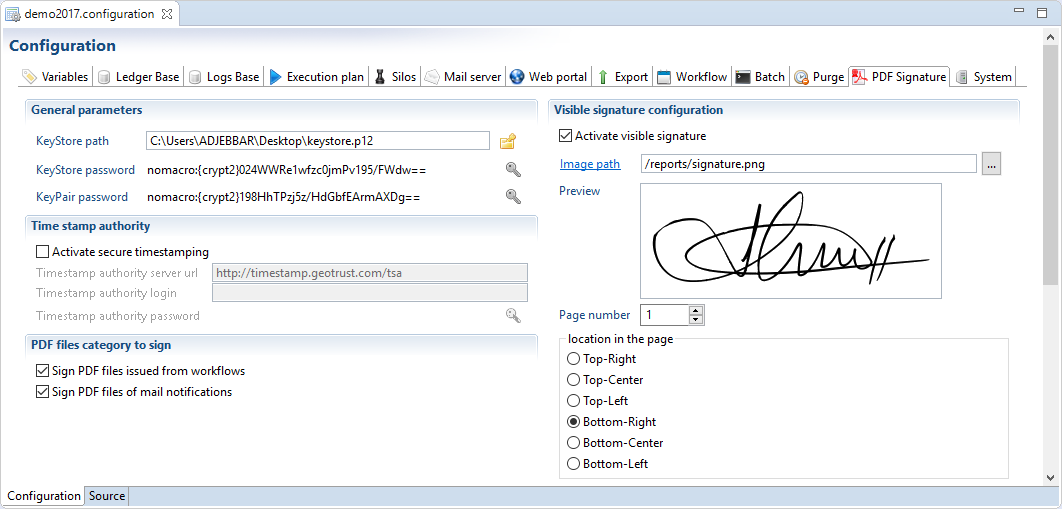 demo2017.configuration
Configuration
Variables Ledger Base Logs Base Execution plan Silos Mail server Web portal Export Workflow Batch Purge PDF Signature System
General parameters
KeyStore path C:\Users\ADJEBBAR\Desktop\keystore.p12
KeyStore password nomacro:{crypt2}024WWRe1wfzc0jmPv195/FWdw==
KeyPair password nomacro:{crypt2}198HhTPzj5z/HdGbfEArmAXDg==
Time stamp authority
Activate secure timestamping
Timestamp authority server url http://timestamp.geotrust.com/tsa
Timestamp authority login
Timestamp authority password
PDF files category to sign
Sign PDF files issued from workflows
Sign PDF files of mail notifications
Visible signature configuration
Activate visible signature
Image path /reports/signature.png ...
Preview
Page number 1
location in the page
Top-Right
Top-Center
Top-Left
Bottom-Right
Bottom-Center
Bottom-Left
Configuration Source